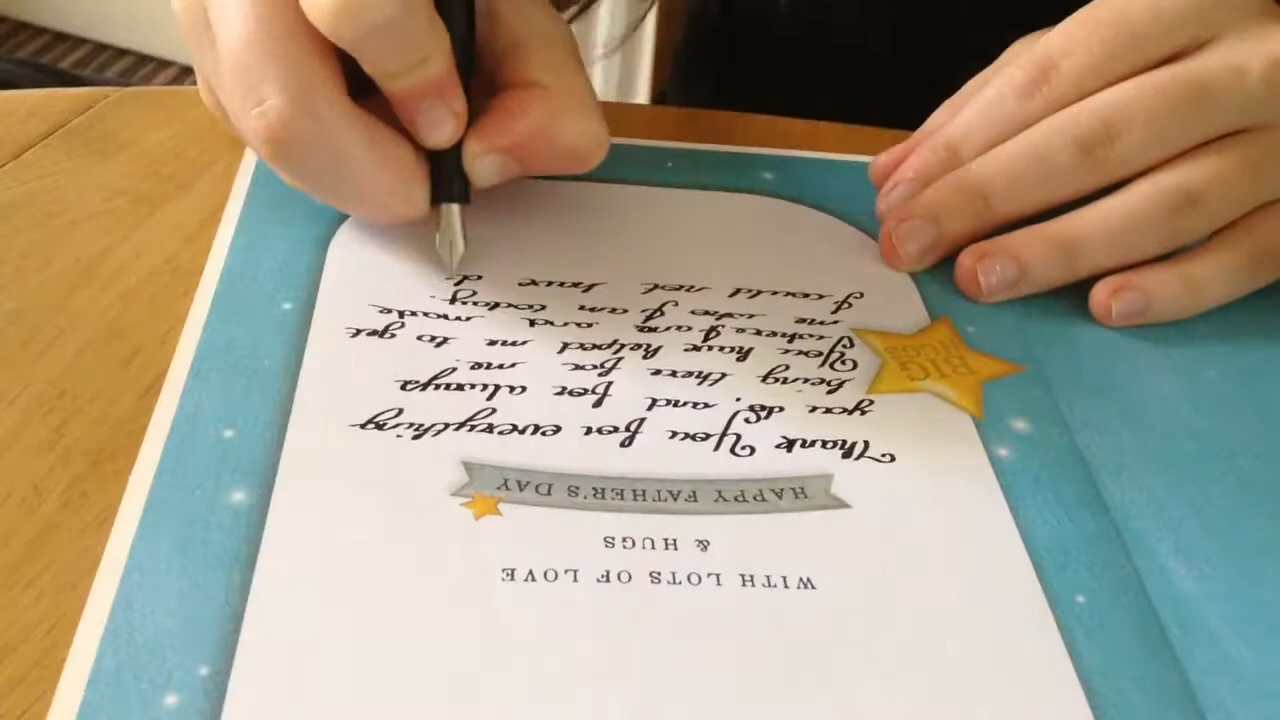 WITH LOTS OF LOVE
& HUGS
HAPPY FATHER'S DAY
Thank You for everything
you do, and for always
being there for me.
You have helped me to get
where I am and made
me who I am today.
I could not have d
BIG
HUGS